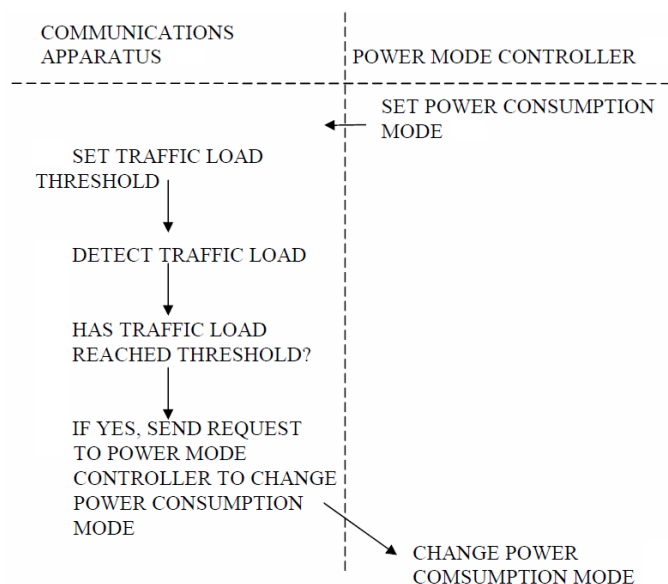 COMMUNICATIONS
APPARATUS
POWER MODE CONTROLLER
SET POWER CONSUMPTION
MODE
SET TRAFFIC LOAD
THRESHOLD
DETECT TRAFFIC LOAD
HAS TRAFFIC LOAD
REACHED THRESHOLD?
IF YES, SEND REQUEST
TO POWER MODE
CONTROLLER TO CHANGE
POWER CONSUMPTION
MODE
CHANGE POWER
COMSUMPTION MODE